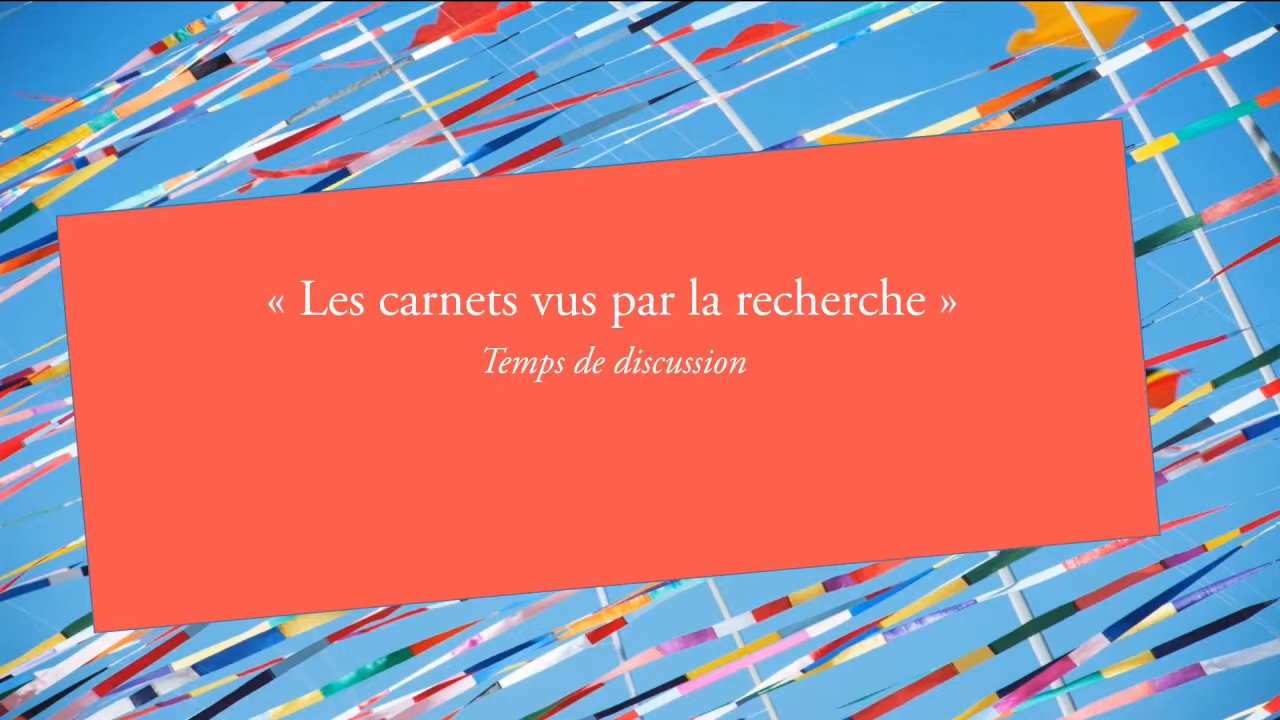 « Les carnets vus par la recherche »
Temps de discussion